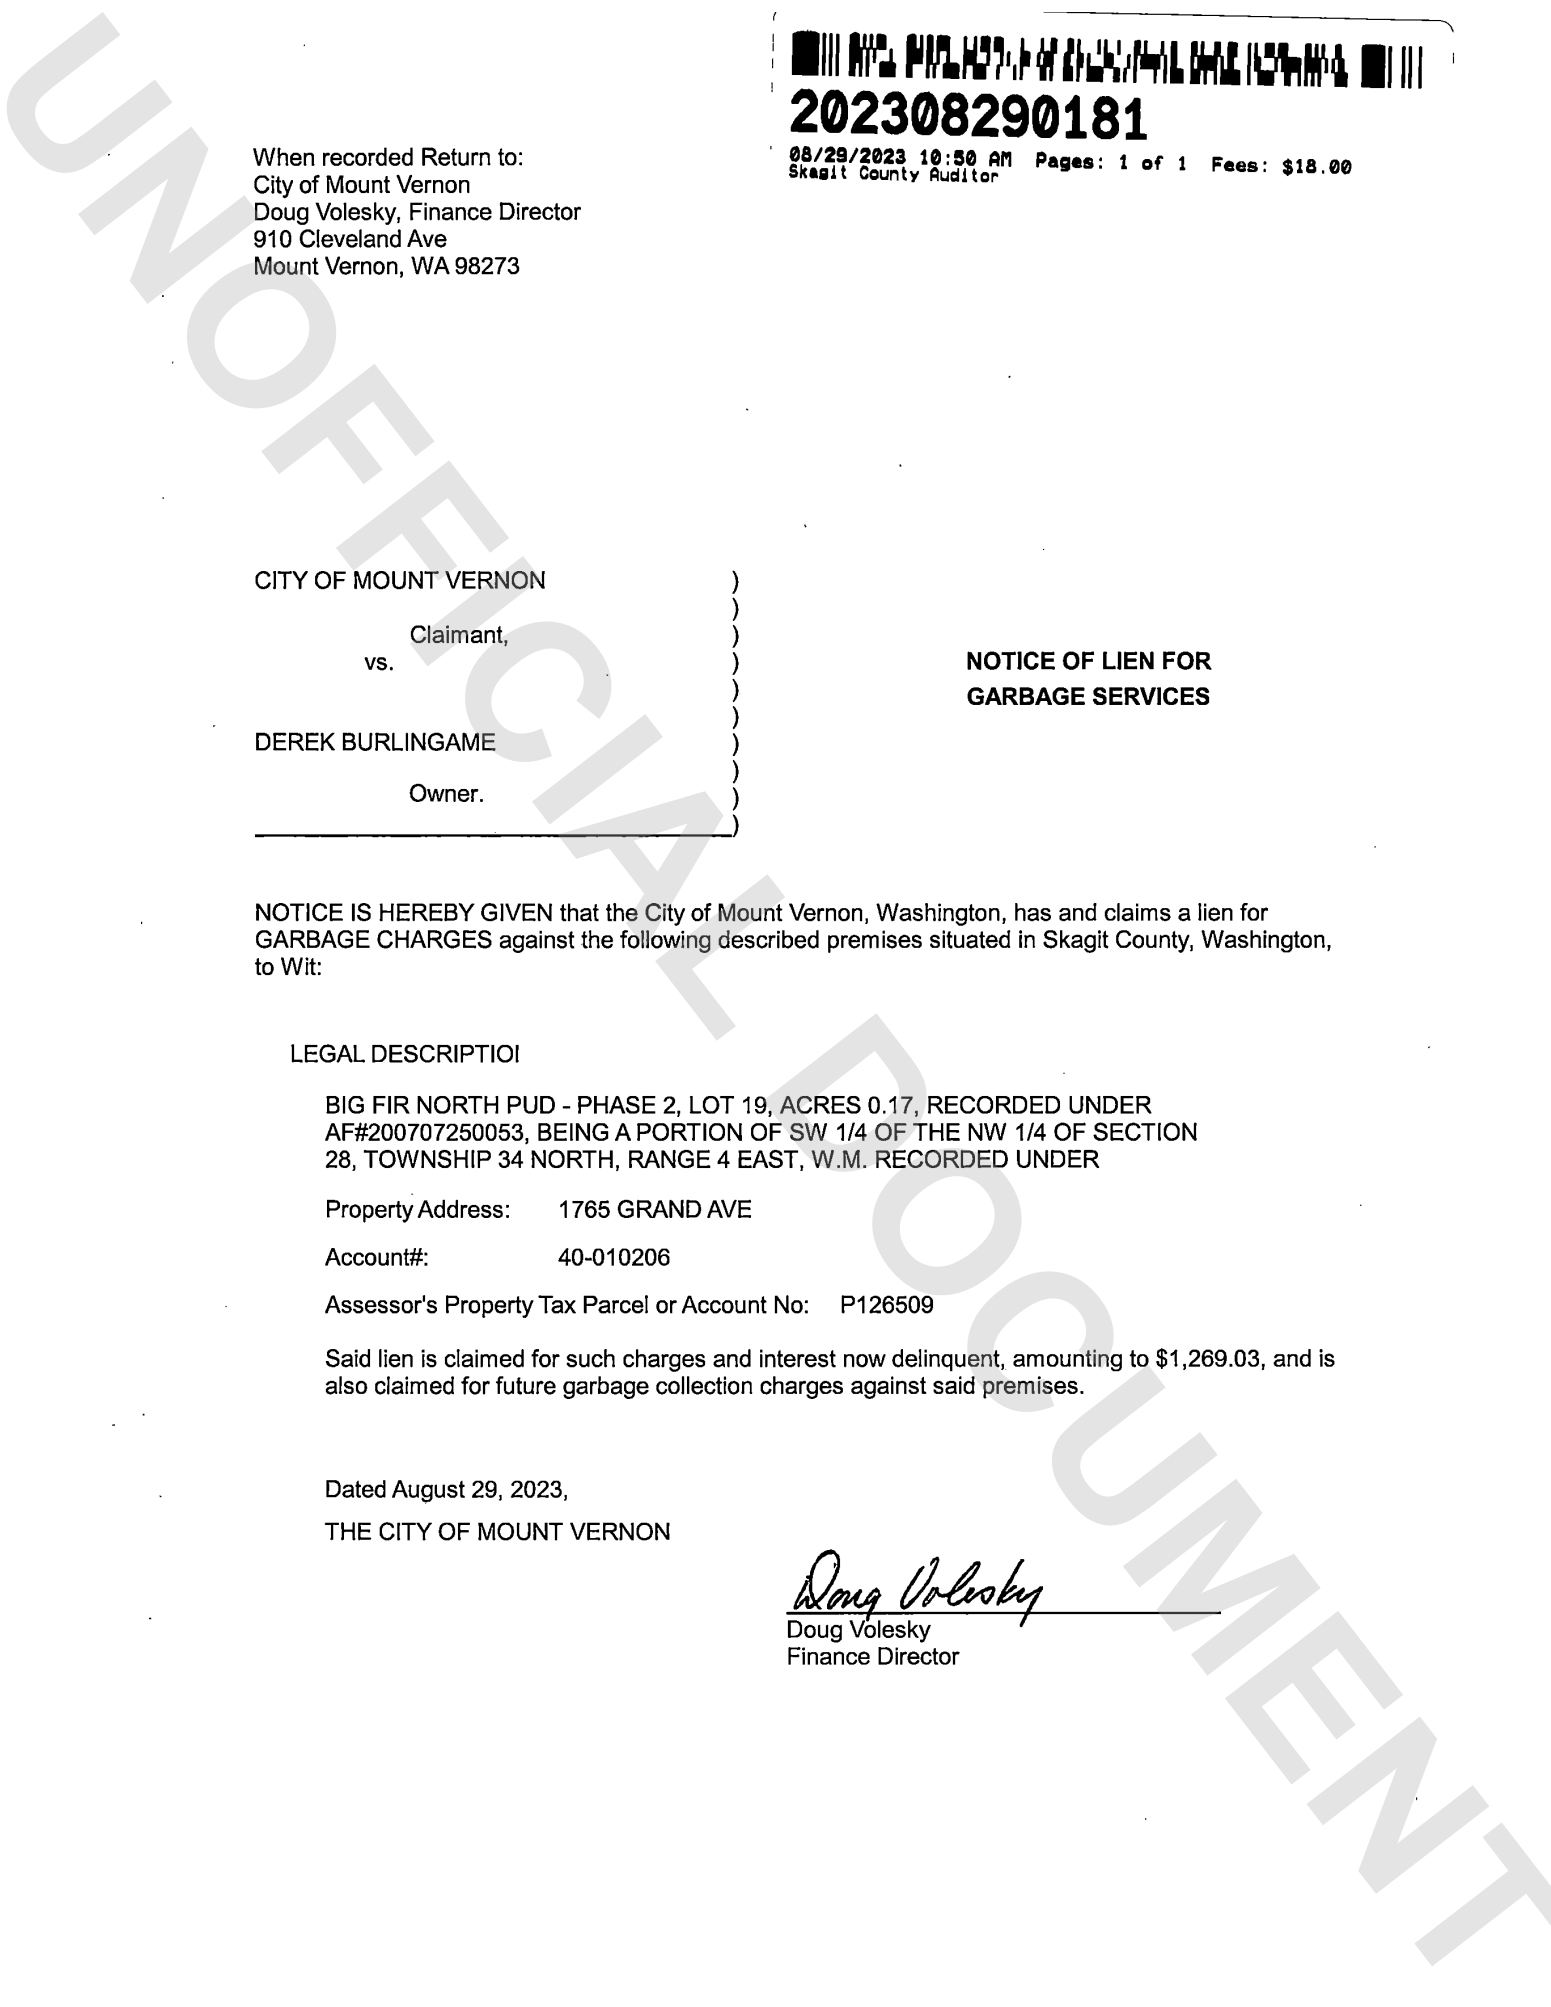 202308290181
08/29/2023 10:50 AM Pages: 1 of 1 Fees: $18.00
Skagit County Auditor
When recorded Return to:
City of Mount Vernon
Doug Volesky, Finance Director
910 Cleveland Ave
Mount Vernon, WA 98273
CITY OF MOUNT VERNON )
)
Claimant, )
vs. )
)
)
DEREK BURLINGAME )
)
Owner. )
)
NOTICE OF LIEN FOR
GARBAGE SERVICES
NOTICE IS HEREBY GIVEN that the City of Mount Vernon, Washington, has and claims a lien for
GARBAGE CHARGES against the following described premises situated in Skagit County, Washington,
to Wit:
LEGAL DESCRIPTIOI
BIG FIR NORTH PUD - PHASE 2, LOT 19, ACRES 0.17, RECORDED UNDER
AF#200707250053, BEING A PORTION OF SW 1/4 OF THE NW 1/4 OF SECTION
28, TOWNSHIP 34 NORTH, RANGE 4 EAST, W.M. RECORDED UNDER
Property Address: 1765 GRAND AVE
Account#: 40-010206
Assessor's Property Tax Parcel or Account No: P126509
Said lien is claimed for such charges and interest now delinquent, amounting to $1,269.03, and is
also claimed for future garbage collection charges against said premises.
Dated August 29, 2023,
THE CITY OF MOUNT VERNON
Doug Volesky
Doug Volesky
Finance Director
UNOFFICIAL DOCUMENT